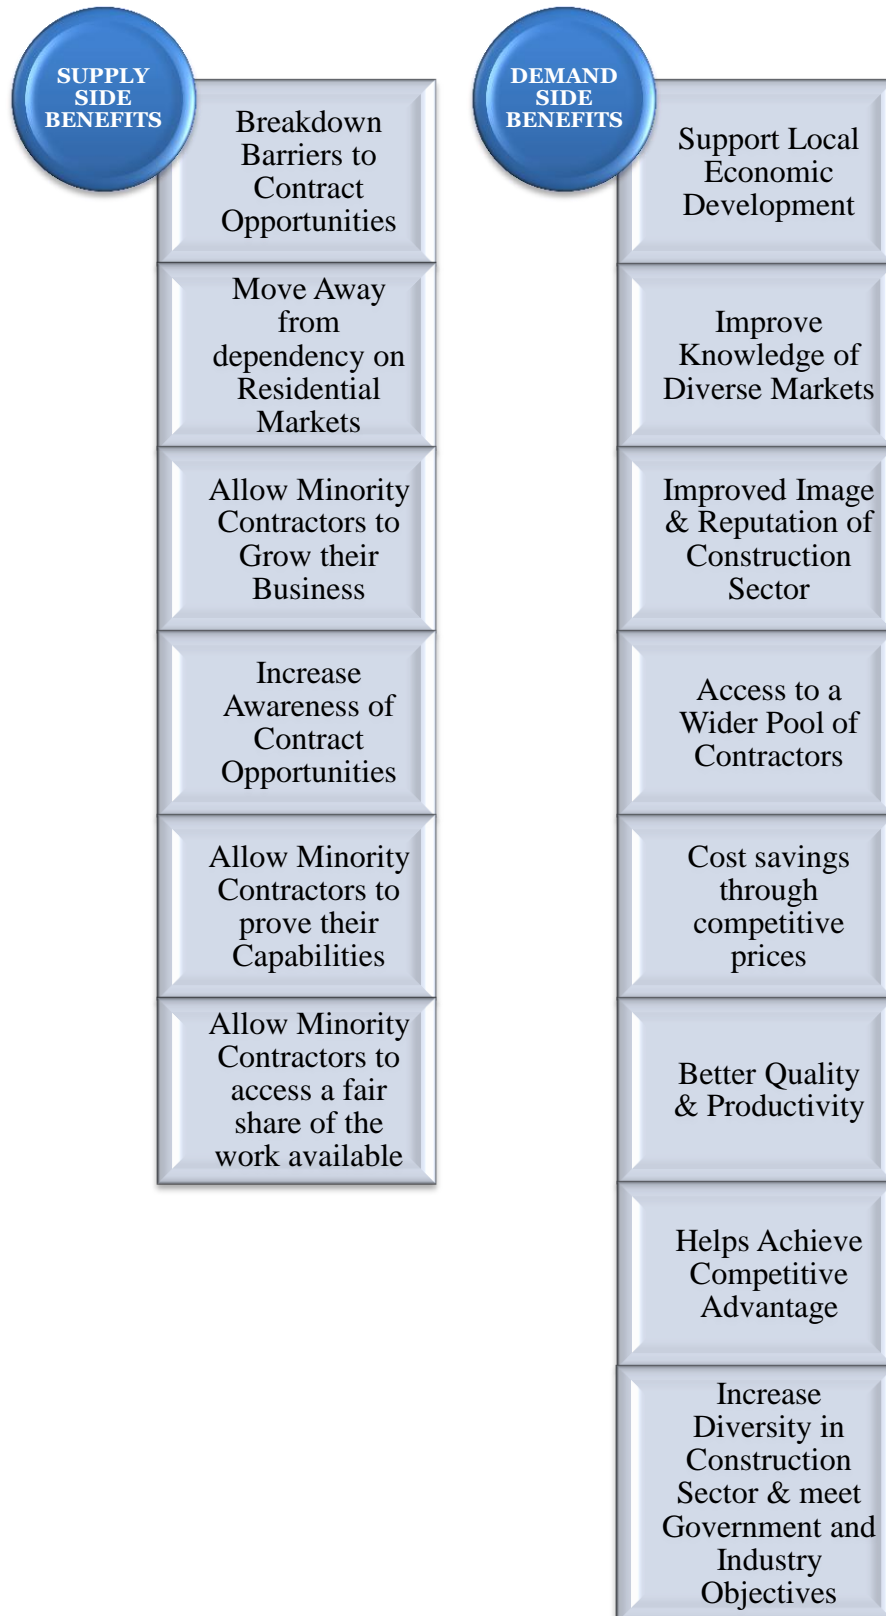 SUPPLY
SIDE
BENEFITS
Breakdown
Barriers to
Contract
Opportunities
Move Away
from
dependency on
Residential
Markets
Allow Minority
Contractors to
Grow their
Business
Increase
Awareness of
Contract
Opportunities
Allow Minority
Contractors to
prove their
Capabilities
Allow Minority
Contractors to
access a fair
share of the
work available
DEMAND
SIDE
BENEFITS
Support Local
Economic
Development
Improve
Knowledge of
Diverse Markets
Improved Image
& Reputation of
Construction
Sector
Access to a
Wider Pool of
Contractors
Cost savings
through
competitive
prices
Better Quality
& Productivity
Helps Achieve
Competitive
Advantage
Increase
Diversity in
Construction
Sector & meet
Government and
Industry
Objectives